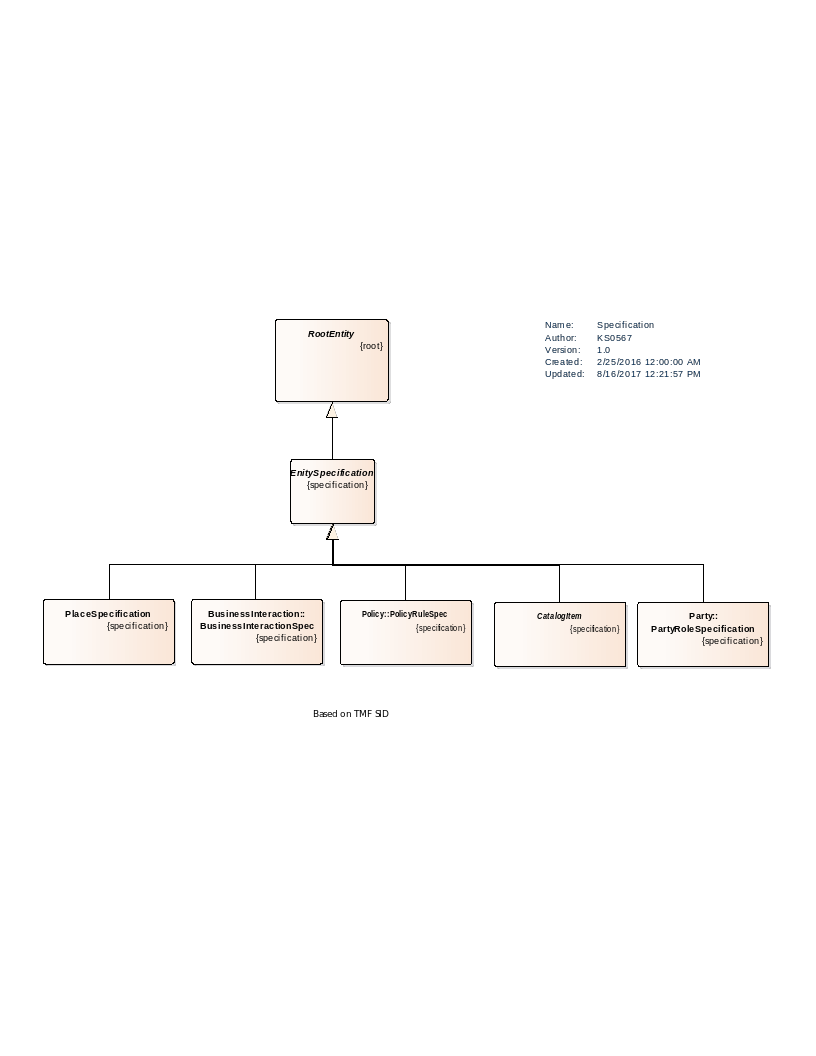 RootEntity
{root}
Name: Specification
Author: KS0567
Version: 1.0
Created: 2/25/2016 12:00:00 AM
Updated: 8/16/2017 12:21:57 PM
EnitySpecification
{specification}
PlaceSpecification
{specification}
BusinessInteraction::
BusinessInteractionSpec
{specification}
Policy::PolicyRuleSpec
{specification}
CatalogItem
{specification}
Party::
PartyRoleSpecification
{specification}
Based on TMF SID